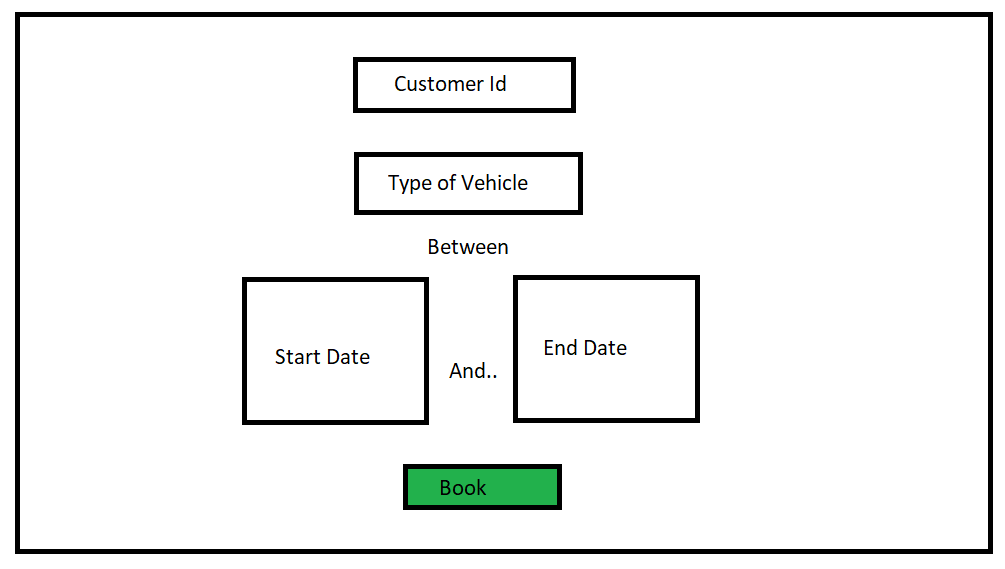 Customer Id
Type of Vehicle
Between
Start Date
And..
End Date
Book